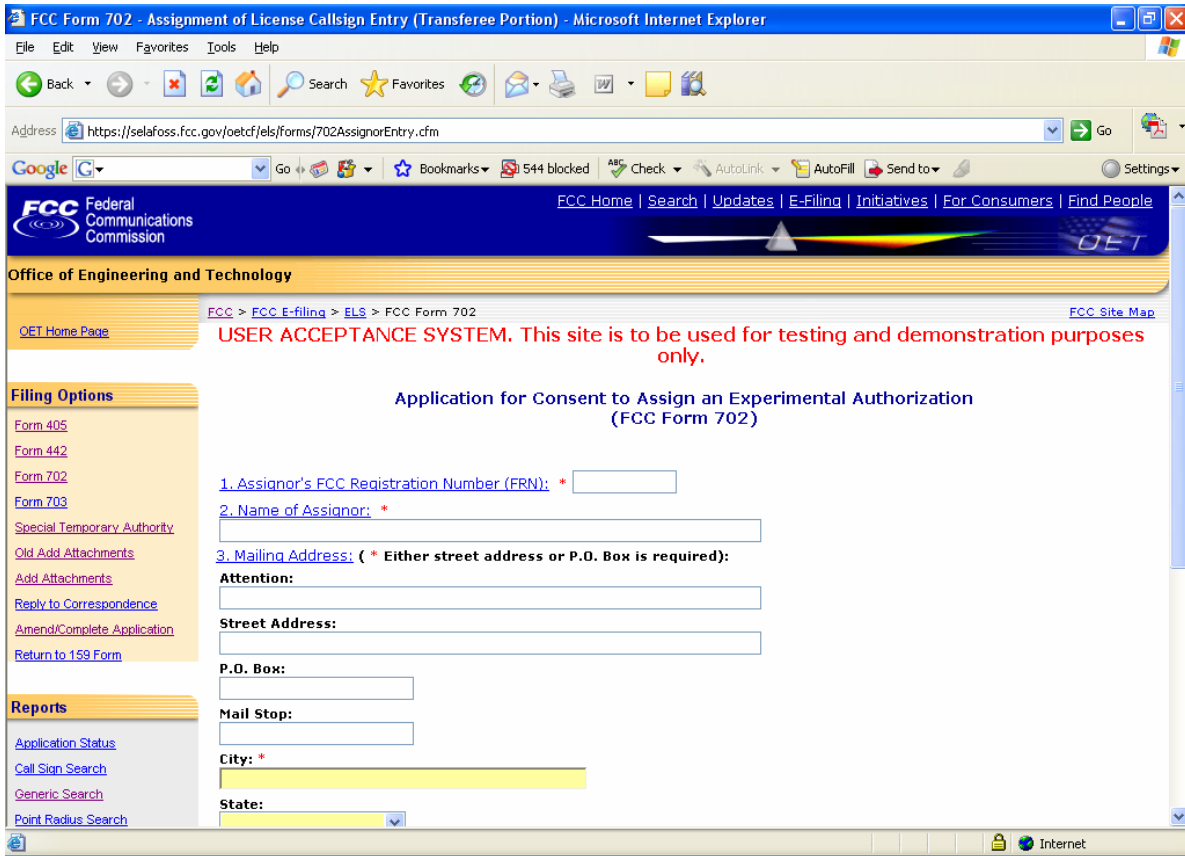 FCC Form 702 - Assignment of License Callsign Entry (Transferee Portion) - Microsoft Internet Explorer
File Edit View Favorites Tools Help
Back Search Favorites
Address https://selafoss.fcc.gov/oetcf/els/forms/702AssignorEntry.cfm Go
Google G Go Bookmarks 544 blocked ABC Check AutoLink AutoFill Send to Settings
FCC Federal Communications Commission
FCC Home | Search | Updates | E-Filing | Initiatives | For Consumers | Find People
OET
Office of Engineering and Technology
FCC > FCC E-filing > ELS > FCC Form 702 FCC Site Map
OET Home Page
USER ACCEPTANCE SYSTEM. This site is to be used for testing and demonstration purposes
only.
Filing Options
Form 405
Form 442
Form 702
Form 703
Special Temporary Authority
Old Add Attachments
Add Attachments
Reply to Correspondence
Amend/Complete Application
Return to 159 Form
Reports
Application Status
Call Sign Search
Generic Search
Point Radius Search
Application for Consent to Assign an Experimental Authorization
(FCC Form 702)
1. Assignor's FCC Registration Number (FRN): *
2. Name of Assignor: *
3. Mailing Address: ( * Either street address or P.O. Box is required):
Attention:
Street Address:
P.O. Box:
Mail Stop:
City: *
State:
Internet